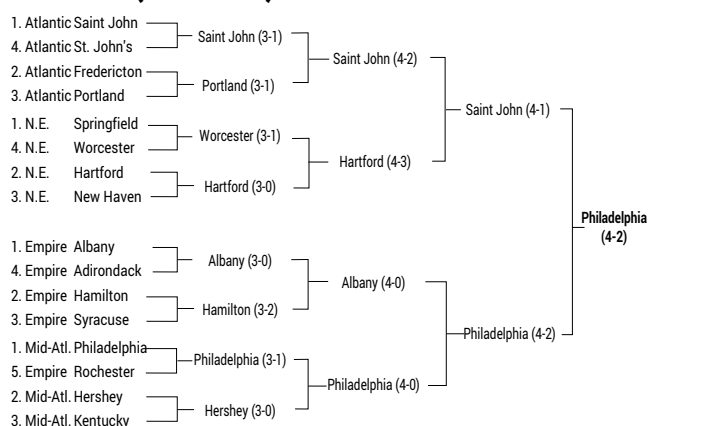 1. Atlantic Saint John
4. Atlantic St. John's
2. Atlantic Fredericton
3. Atlantic Portland
1. N.E. Springfield
4. N.E. Worcester
2. N.E. Hartford
3. N.E. New Haven
1. Empire Albany
4. Empire Adirondack
2. Empire Hamilton
3. Empire Syracuse
1. Mid-Atl. Philadelphia
5. Empire Rochester
2. Mid-Atl. Hershey
3. Mid-Atl. Kentucky
Saint John (3-1)
Portland (3-1)
Worcester (3-1)
Hartford (3-0)
Albany (3-0)
Hamilton (3-2)
Philadelphia (3-1)
Hershey (3-0)
Saint John (4-2)
Hartford (4-3)
Albany (4-0)
Philadelphia (4-0)
Saint John (4-1)
Philadelphia (4-2)
Philadelphia
(4-2)